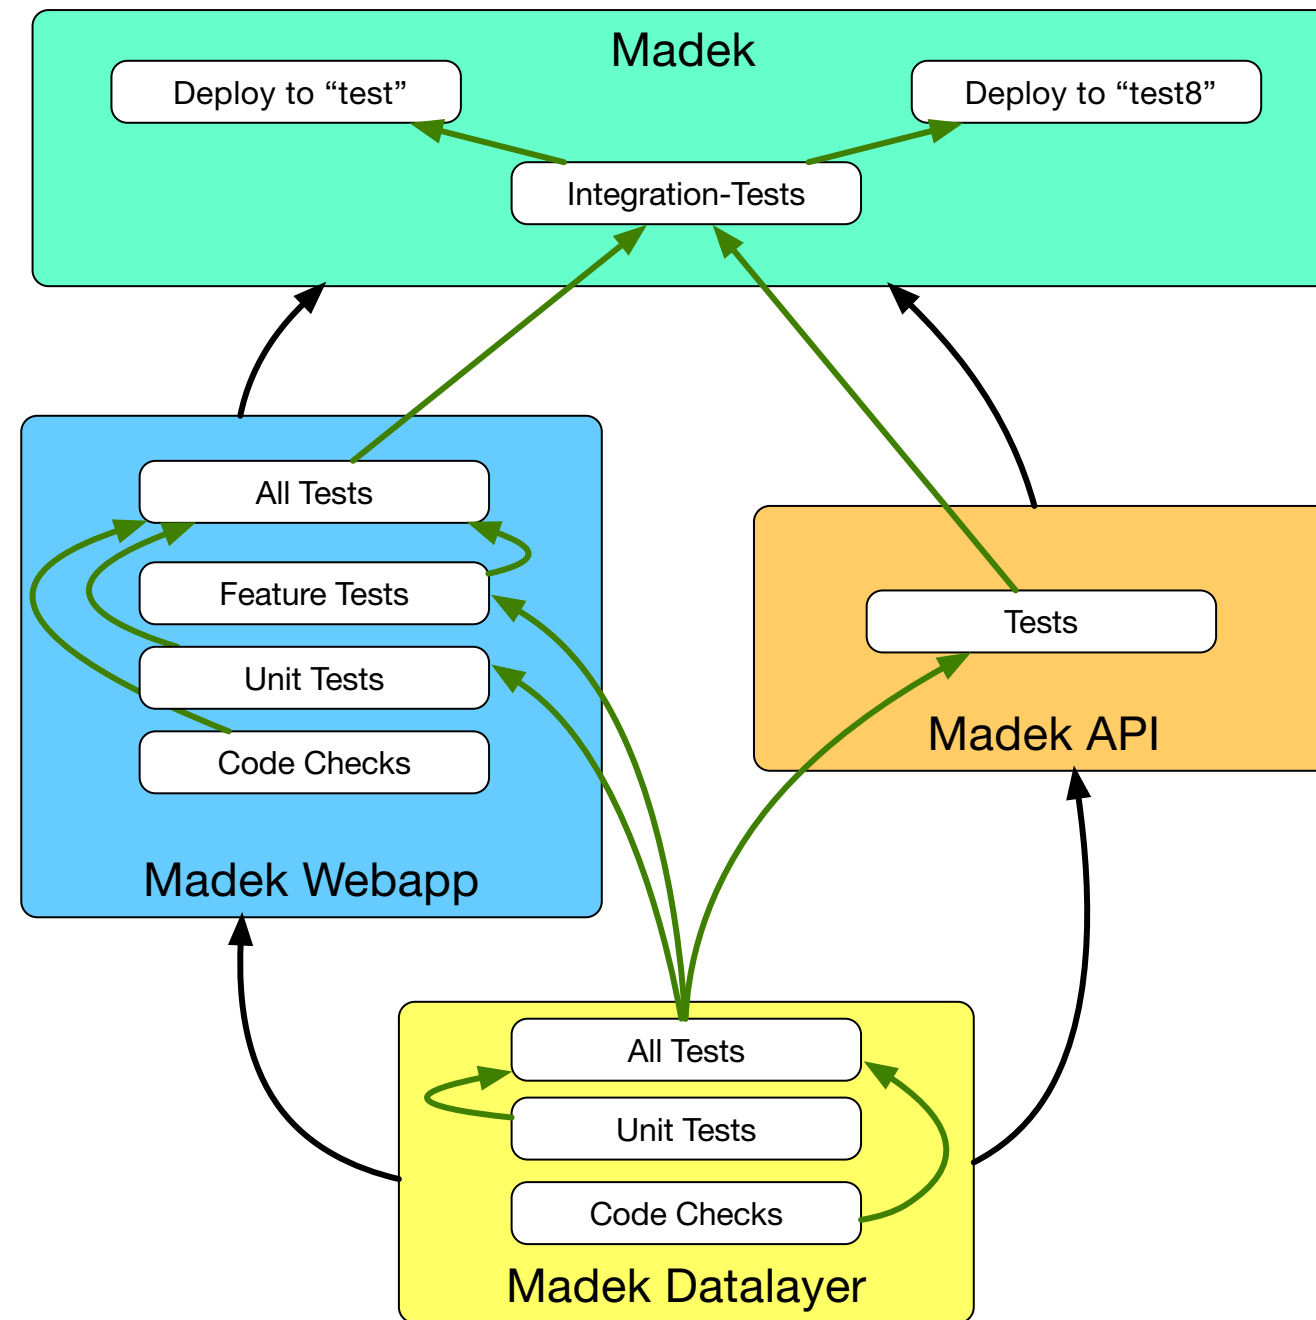 Madek
Deploy to “test”
Deploy to “test8”
Integration-Tests
All Tests
Feature Tests
Unit Tests
Code Checks
Madek Webapp
Tests
Madek API
All Tests
Unit Tests
Code Checks
Madek Datalayer